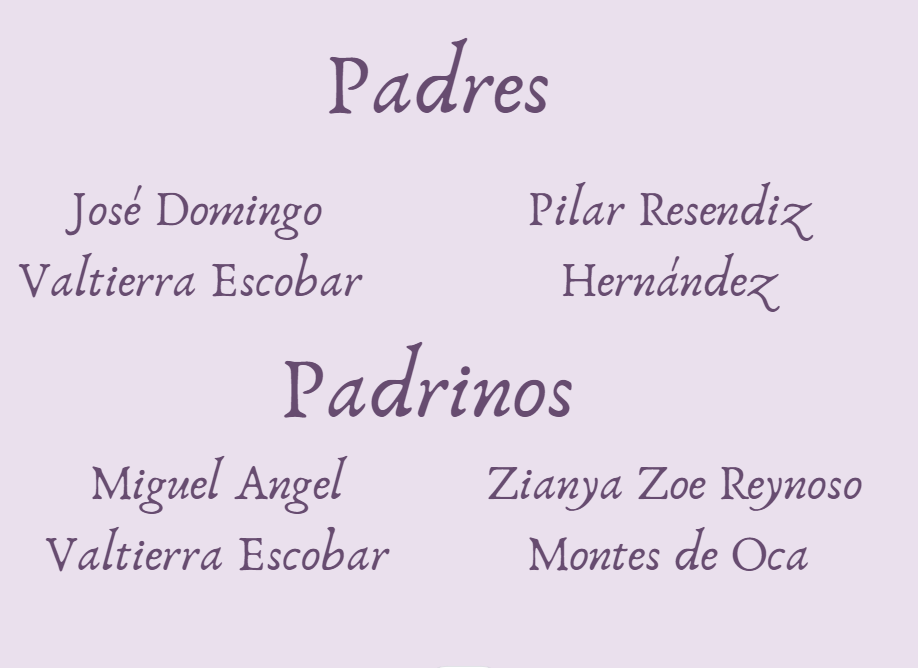 Padres
José Domingo
Valtierra Escobar
Pilar Resendiz
Hernández
Padrinos
Miguel Angel
Valtierra Escobar
Zianya Zoe Reynoso
Montes de Oca